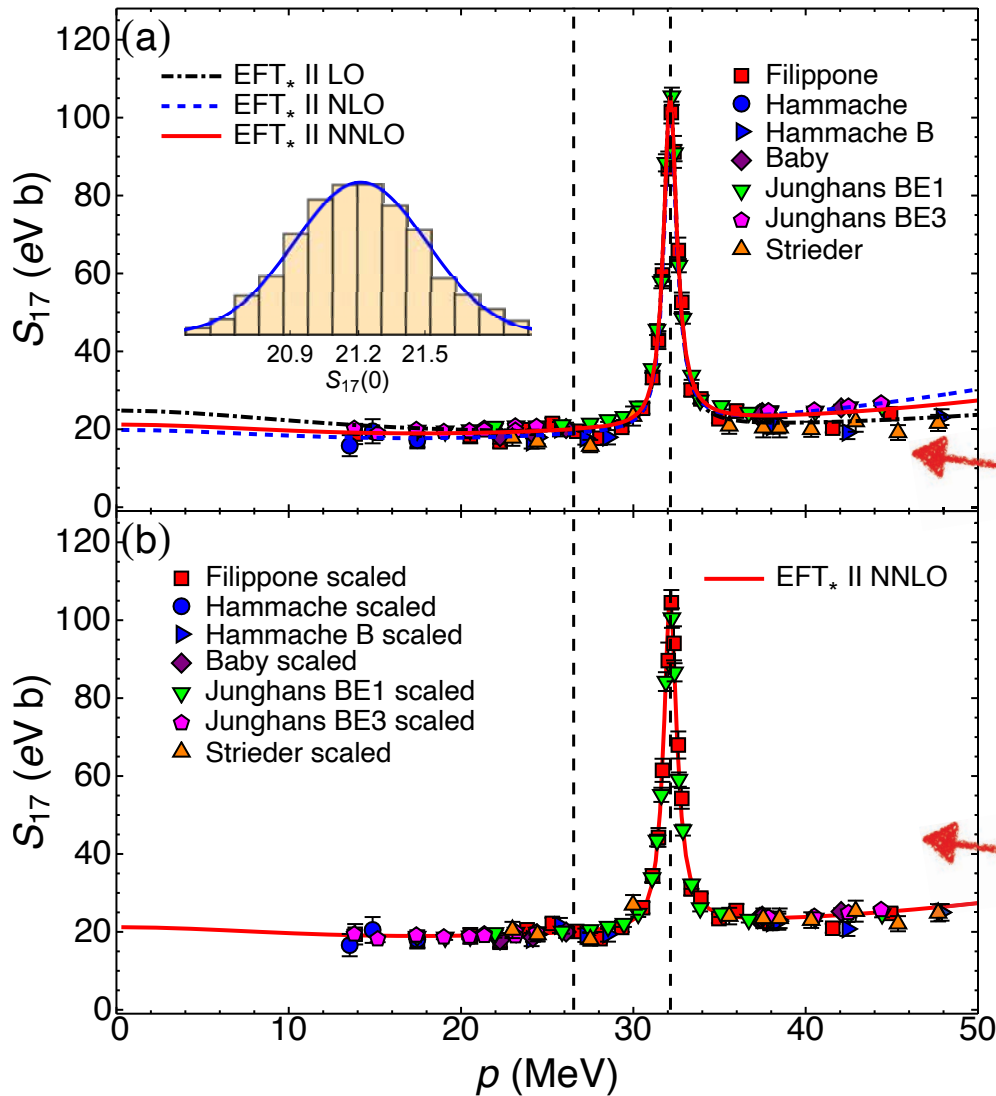 (a)
120
100
80
60
40
20
0
S₁₇ (eV b)
EFT* II LO
EFT* II NLO
EFT* II NNLO
20.9 21.2 21.5
S₁₇(0)
Filippone
Hammache
Hammache B
Baby
Junghans BE1
Junghans BE3
Strieder
(b)
120
100
80
60
40
20
0
S₁₇ (eV b)
Filippone scaled
Hammache scaled
Hammache B scaled
Baby scaled
Junghans BE1 scaled
Junghans BE3 scaled
Strieder scaled
EFT* II NNLO
0 10 20 30 40 50
p (MeV)